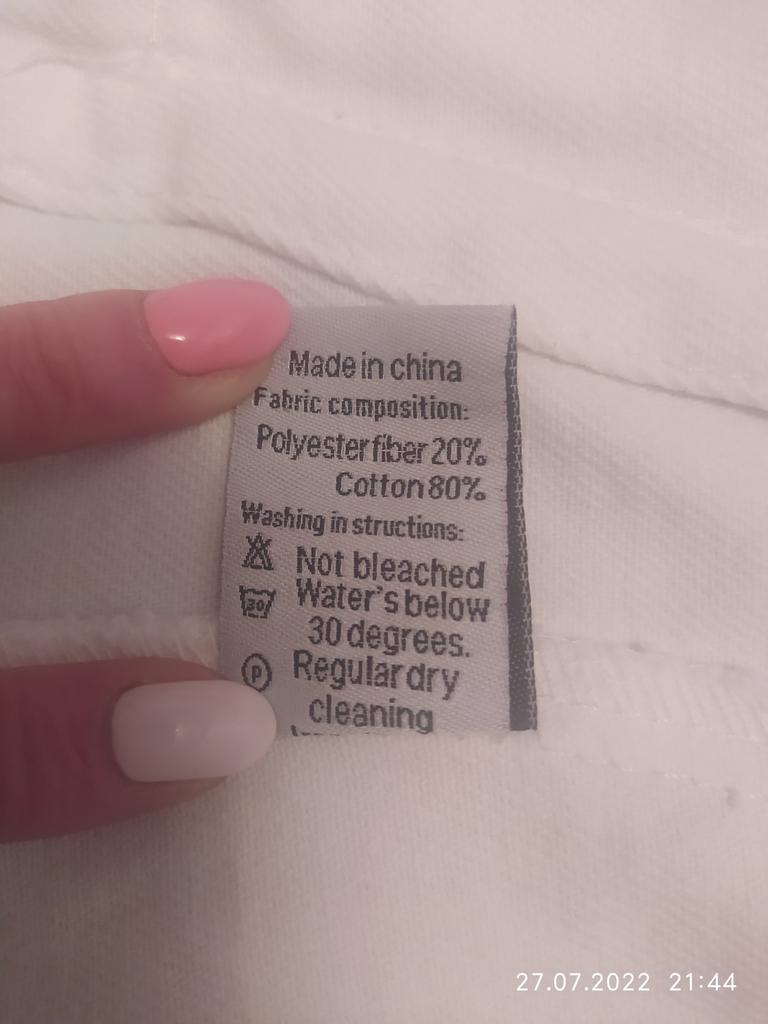 Made in china
Fabric composition:
Polyester fiber 20%
Cotton 80%
Washing in structions:
Not bleached
30 Water's below
30 degrees.
P Regular dry
cleaning
27.07.2022 21:44